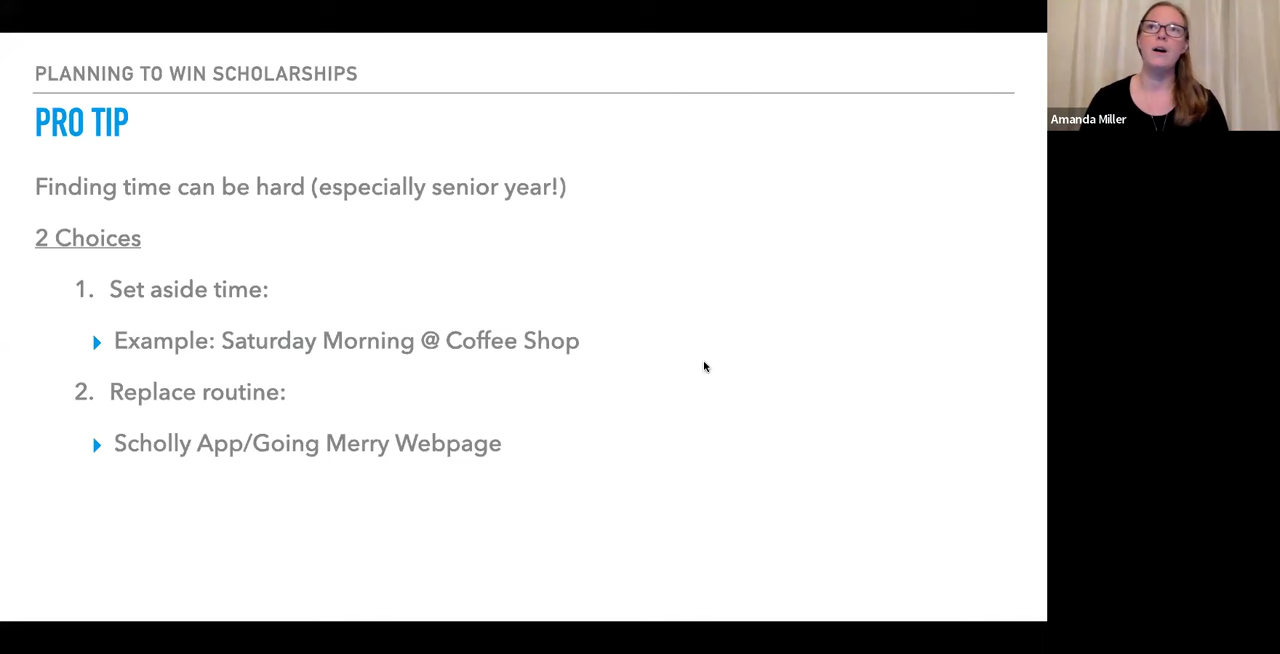 PLANNING TO WIN SCHOLARSHIPS
PRO TIP
Finding time can be hard (especially senior year!)
2 Choices
1. Set aside time:
Example: Saturday Morning @ Coffee Shop
2. Replace routine:
Scholly App/Going Merry Webpage
Amanda Miller